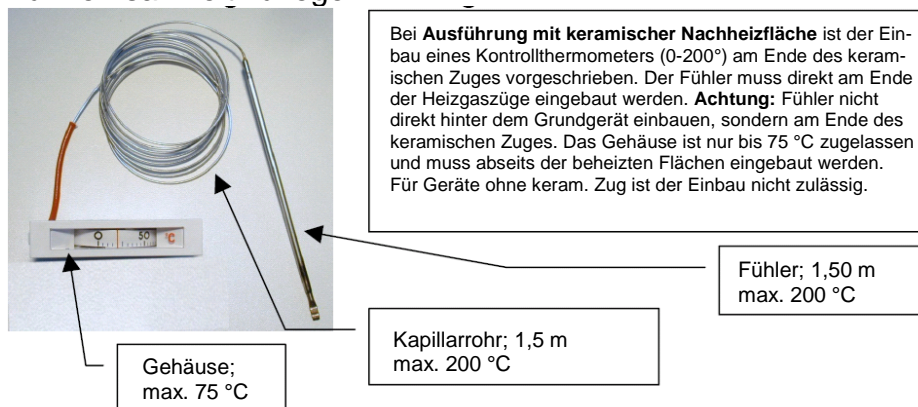 Bei Ausführung mit keramischer Nachheizfläche ist der Ein-
bau eines Kontrollthermometers (0-200°) am Ende des keram-
ischen Zuges vorgeschrieben. Der Fühler muss direkt am Ende
der Heizgaszüge eingebaut werden. Achtung: Fühler nicht
direkt hinter dem Grundgerät einbauen, sondern am Ende des
keramischen Zuges. Das Gehäuse ist nur bis 75 °C zugelassen
und muss abseits der beheizten Flächen eingebaut werden.
Für Geräte ohne keram. Zug ist der Einbau nicht zulässig.
0 50 °C
Fühler; 1,50 m
max. 200 °C
Kapillarrohr; 1,5 m
max. 200 °C
Gehäuse;
max. 75 °C